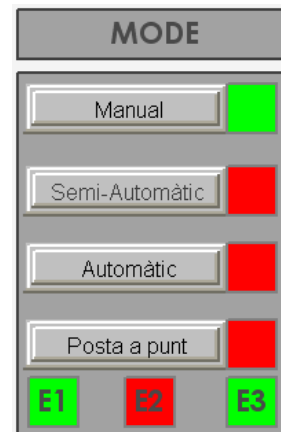 MODE
Manual
Semi-Automàtic
Automàtic
Posta a punt
E1 E2 E3